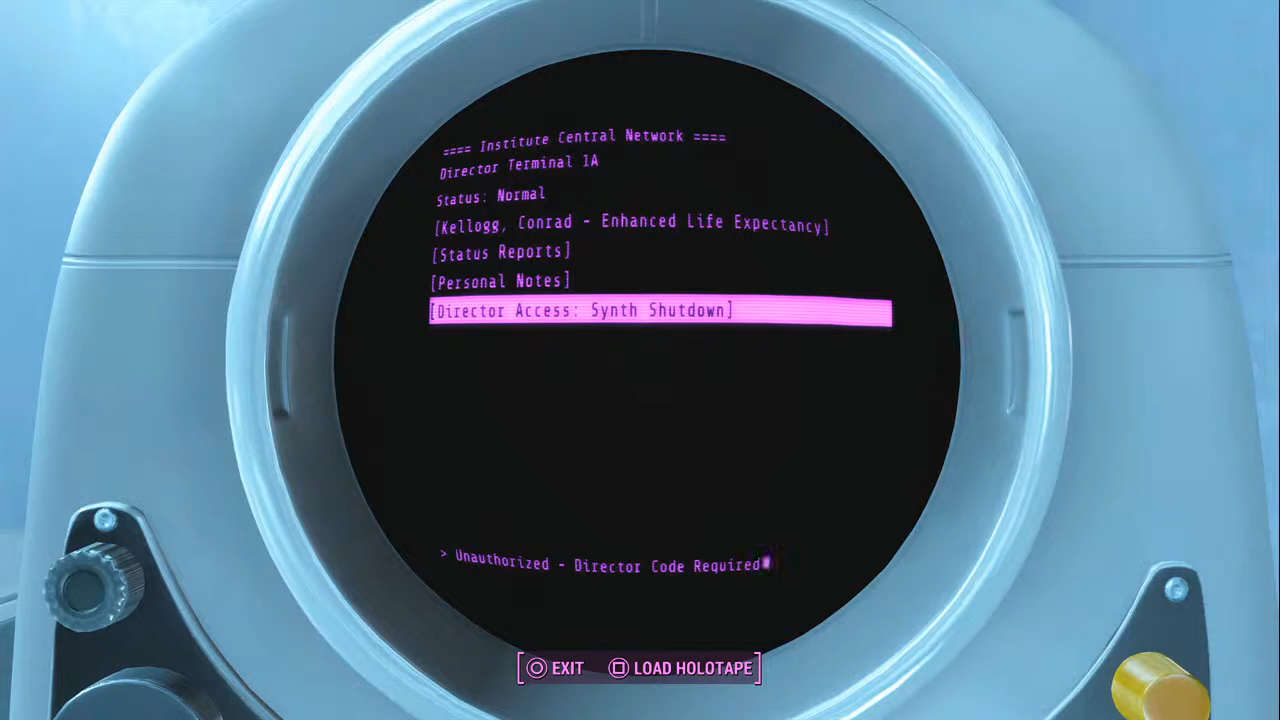 ==== Institute Central Network ====
Director Terminal 1A
Status: Normal
[Kellogg, Conrad - Enhanced Life Expectancy]
[Status Reports]
[Personal Notes]
[Director Access: Synth Shutdown]
> Unauthorized - Director Code Required
EXIT LOAD HOLOTAPE